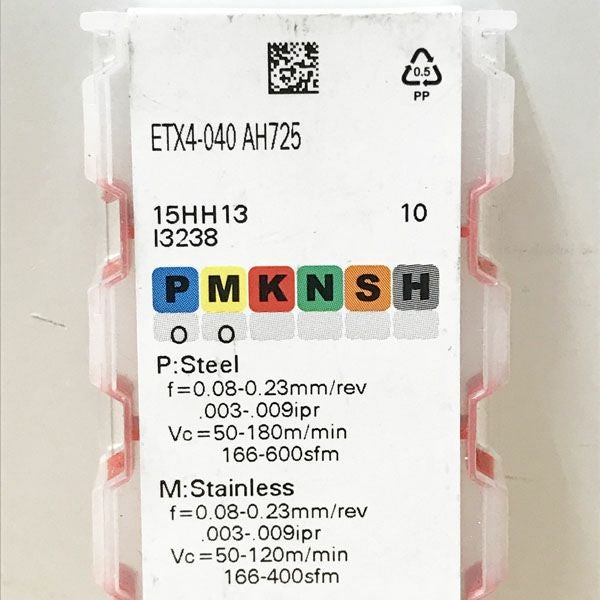 0.5
PP
ETX4-040 AH725
15HH13 10
I3238
P M K N S H
O O
P:Steel
f=0.08-0.23mm/rev
.003-.009ipr
Vc=50-180m/min
166-600sfm
M:Stainless
f=0.08-0.23mm/rev
.003-.009ipr
Vc=50-120m/min
166-400sfm